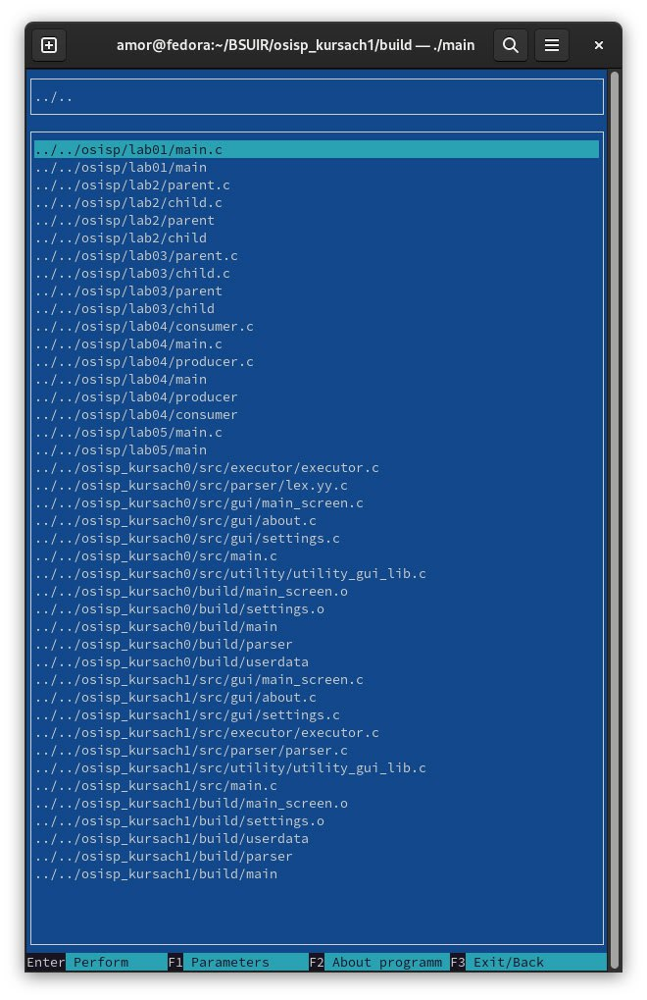 amor@fedora:~/BSUIR/osisp_kursach1/build — ./main
../..
../../osisp/lab01/main.c
../../osisp/lab01/main
../../osisp/lab2/parent.c
../../osisp/lab2/child.c
../../osisp/lab2/parent
../../osisp/lab2/child
../../osisp/lab03/parent.c
../../osisp/lab03/child.c
../../osisp/lab03/parent
../../osisp/lab03/child
../../osisp/lab04/consumer.c
../../osisp/lab04/main.c
../../osisp/lab04/producer.c
../../osisp/lab04/main
../../osisp/lab04/producer
../../osisp/lab04/consumer
../../osisp/lab05/main.c
../../osisp/lab05/main
../../osisp_kursach0/src/executor/executor.c
../../osisp_kursach0/src/parser/lex.yy.c
../../osisp_kursach0/src/gui/main_screen.c
../../osisp_kursach0/src/gui/about.c
../../osisp_kursach0/src/gui/settings.c
../../osisp_kursach0/src/main.c
../../osisp_kursach0/src/utility/utility_gui_lib.c
../../osisp_kursach0/build/main_screen.o
../../osisp_kursach0/build/settings.o
../../osisp_kursach0/build/main
../../osisp_kursach0/build/parser
../../osisp_kursach0/build/userdata
../../osisp_kursach1/src/gui/main_screen.c
../../osisp_kursach1/src/gui/about.c
../../osisp_kursach1/src/gui/settings.c
../../osisp_kursach1/src/executor/executor.c
../../osisp_kursach1/src/parser/parser.c
../../osisp_kursach1/src/utility/utility_gui_lib.c
../../osisp_kursach1/src/main.c
../../osisp_kursach1/build/main_screen.o
../../osisp_kursach1/build/settings.o
../../osisp_kursach1/build/userdata
../../osisp_kursach1/build/parser
../../osisp_kursach1/build/main
Enter Perform F1 Parameters F2 About programm F3 Exit/Back